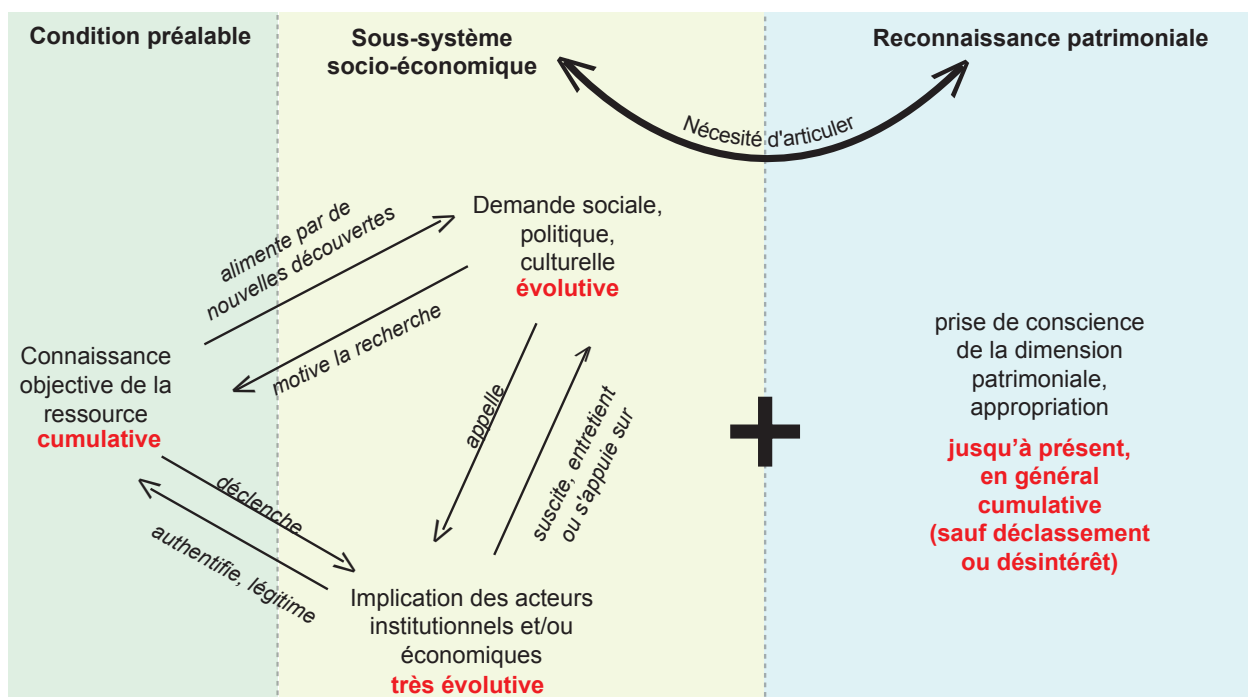 Condition préalable
Sous-système
socio-économique
Reconnaissance patrimoniale
Nécesité d'articuler
alimente par de
nouvelles découvertes
motive la recherche
Demande sociale,
politique,
culturelle
évolutive
Connaissance
objective de la
ressource
cumulative
déclenche
authentifie, légitime
appelle
suscite, entretient
ou s'appuie sur
Implication des acteurs
institutionnels et/ou
économiques
très évolutive
prise de conscience
de la dimension
patrimoniale,
appropriation
jusqu'à présent,
en général
cumulative
(sauf déclassement
ou désintérêt)